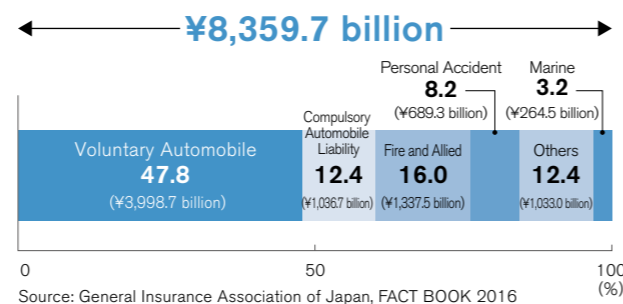 ¥8,359.7 billion
Personal Accident
8.2
(¥689.3 billion)
Marine
3.2
(¥264.5 billion)
Voluntary Automobile
47.8
(¥3,998.7 billion)
Compulsory
Automobile
Liability
12.4
(¥1,036.7 billion)
Fire and Allied
16.0
(¥1,337.5 billion)
Others
12.4
(¥1,033.0 billion)
0
50
100
(%)
Source: General Insurance Association of Japan, FACT BOOK 2016